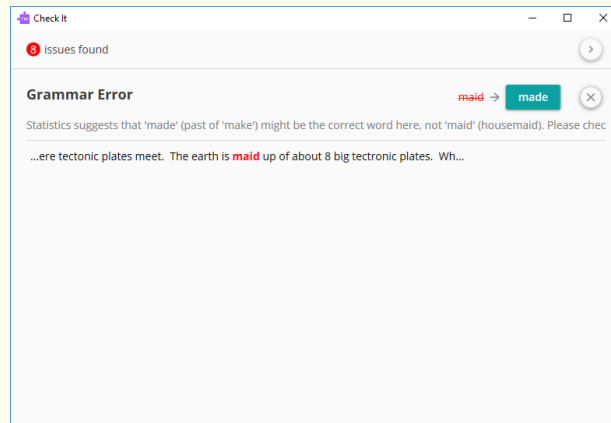 Check It
8 issues found
Grammar Error
maid → made
Statistics suggests that 'made' (past of 'make') might be the correct word here, not 'maid' (housemaid). Please chec
...ere tectonic plates meet.  The earth is maid up of about 8 big tectronic plates.  Wh...